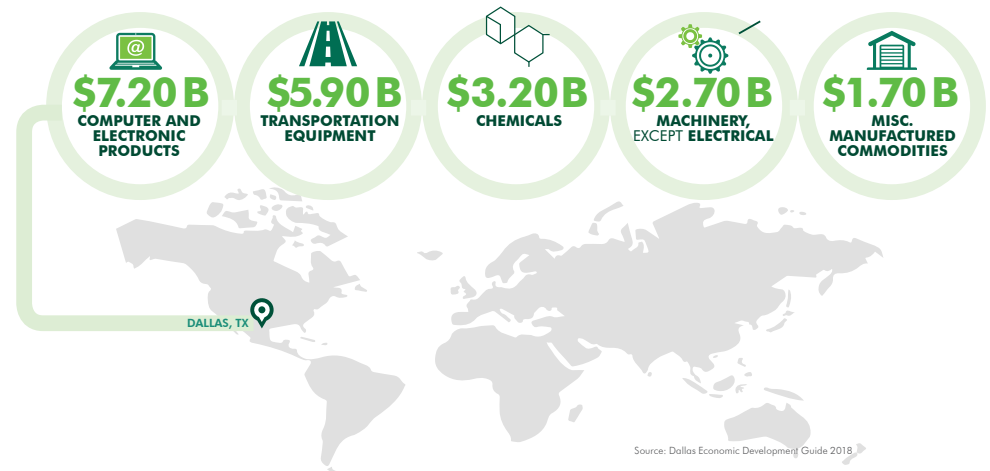 @
$7.20 B
COMPUTER AND
ELECTRONIC
PRODUCTS
$5.90 B
TRANSPORTATION
EQUIPMENT
$3.20 B
CHEMICALS
$2.70 B
MACHINERY,
EXCEPT ELECTRICAL
$1.70 B
MISC.
MANUFACTURED
COMMODITIES
DALLAS, TX
Source: Dallas Economic Development Guide 2018